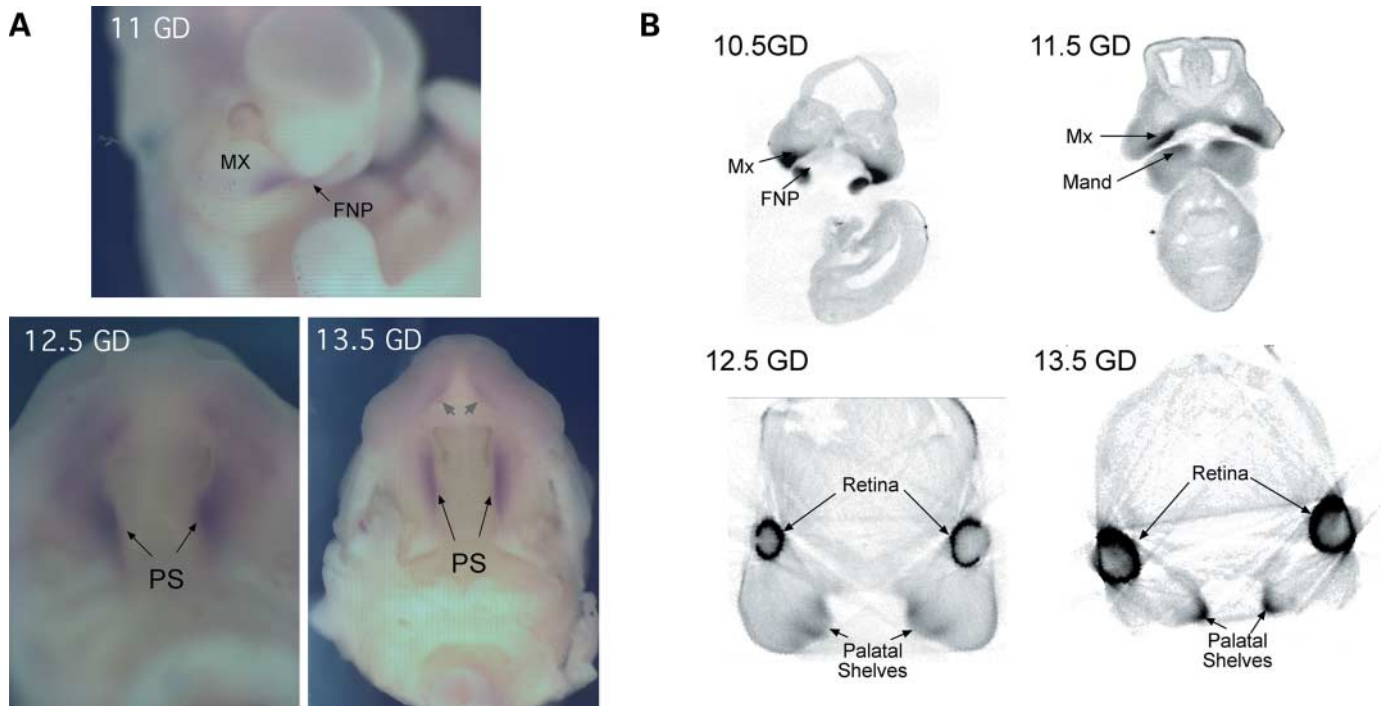 A
11 GD
MX
FNP
12.5 GD
PS
13.5 GD
PS
B
10.5GD
Mx
FNP
11.5 GD
Mx
Mand
12.5 GD
Retina
Palatal
Shelves
13.5 GD
Retina
Palatal
Shelves